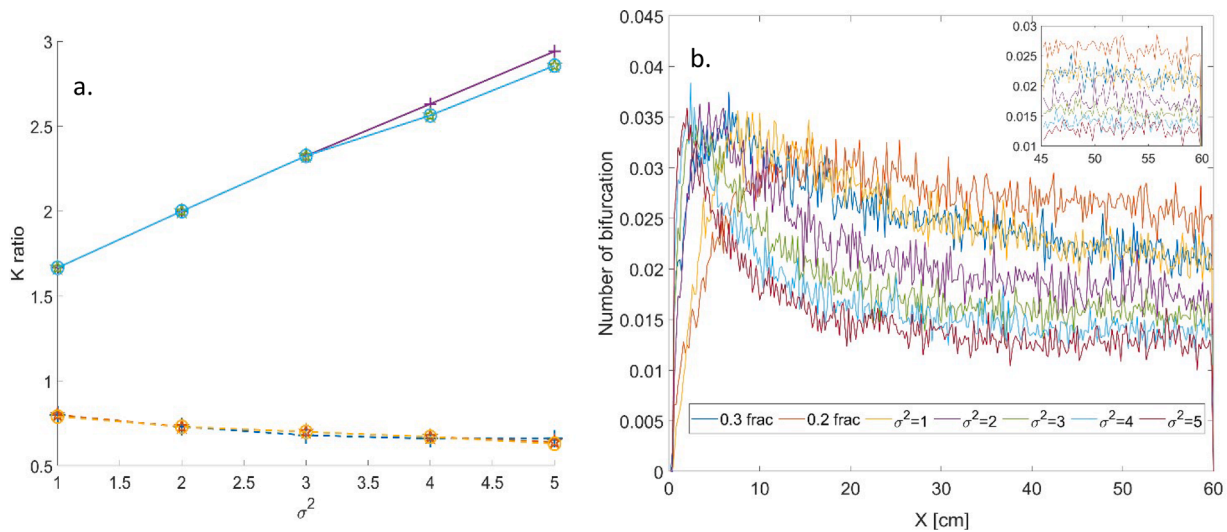 a.
K ratio
3
2.5
2
1.5
1
0.5
1 1.5 2 2.5 3 3.5 4 4.5 5
σ²
b.
Number of bifurcation
0.045
0.04
0.035
0.03
0.025
0.02
0.015
0.01
0.005
0
0 10 20 30 40 50 60
X [cm]
0.03
0.025
0.02
0.015
0.01
45 50 55 60
0.3 frac 0.2 frac σ²=1 σ²=2 σ²=3 σ²=4 σ²=5